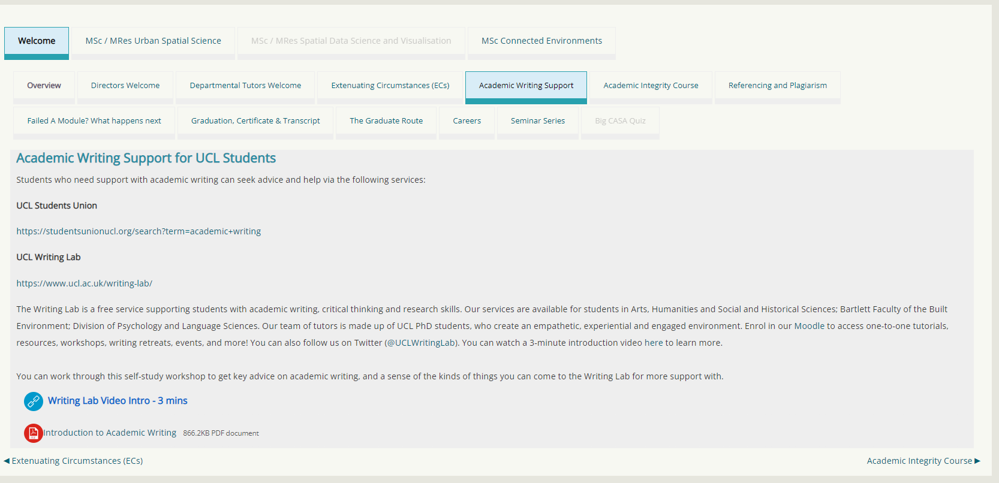 Welcome
MSc / MRes Urban Spatial Science
MSc / MRes Spatial Data Science and Visualisation
MSc Connected Environments
Overview
Directors Welcome
Departmental Tutors Welcome
Extenuating Circumstances (ECs)
Academic Writing Support
Academic Integrity Course
Referencing and Plagiarism
Failed A Module? What happens next
Graduation, Certificate & Transcript
The Graduate Route
Careers
Seminar Series
Big CASA Quiz
Academic Writing Support for UCL Students
Students who need support with academic writing can seek advice and help via the following services:
UCL Students Union
https://studentsunionucl.org/search?term=academic+writing
UCL Writing Lab
https://www.ucl.ac.uk/writing-lab/
The Writing Lab is a free service supporting students with academic writing, critical thinking and research skills. Our services are available for students in Arts, Humanities and Social and Historical Sciences; Bartlett Faculty of the Built
Environment; Division of Psychology and Language Sciences. Our team of tutors is made up of UCL PhD students, who create an empathetic, experiential and engaged environment. Enrol in our Moodle to access one-to-one tutorials,
resources, workshops, writing retreats, events, and more! You can also follow us on Twitter (@UCLWritingLab). You can watch a 3-minute introduction video here to learn more.
You can work through this self-study workshop to get key advice on academic writing, and a sense of the kinds of things you can come to the Writing Lab for more support with.
Writing Lab Video Intro - 3 mins
Introduction to Academic Writing 866.2KB PDF document
◀ Extenuating Circumstances (ECs)
Academic Integrity Course ▶